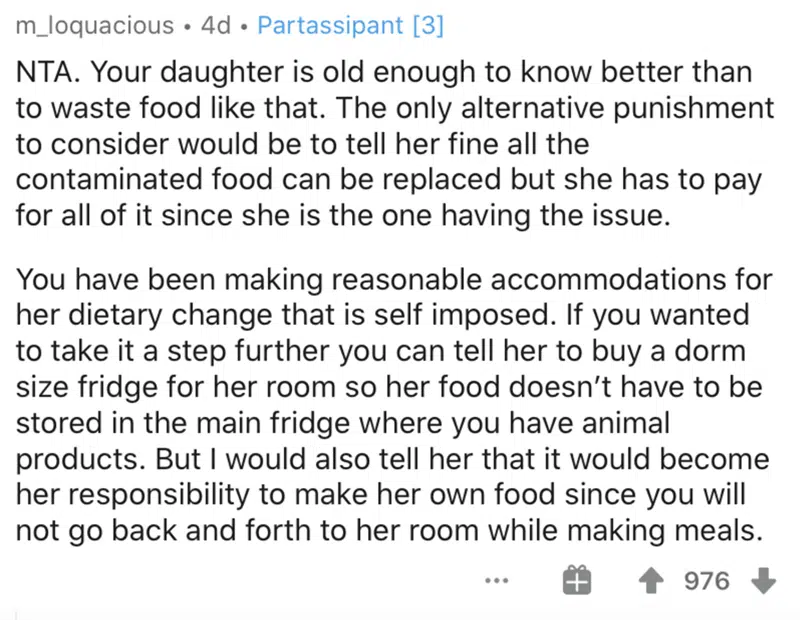 m_loquacious • 4d • Partassipant [3]
NTA. Your daughter is old enough to know better than
to waste food like that. The only alternative punishment
to consider would be to tell her fine all the
contaminated food can be replaced but she has to pay
for all of it since she is the one having the issue.
You have been making reasonable accommodations for
her dietary change that is self imposed. If you wanted
to take it a step further you can tell her to buy a dorm
size fridge for her room so her food doesn’t have to be
stored in the main fridge where you have animal
products. But I would also tell her that it would become
her responsibility to make her own food since you will
not go back and forth to her room while making meals.
976